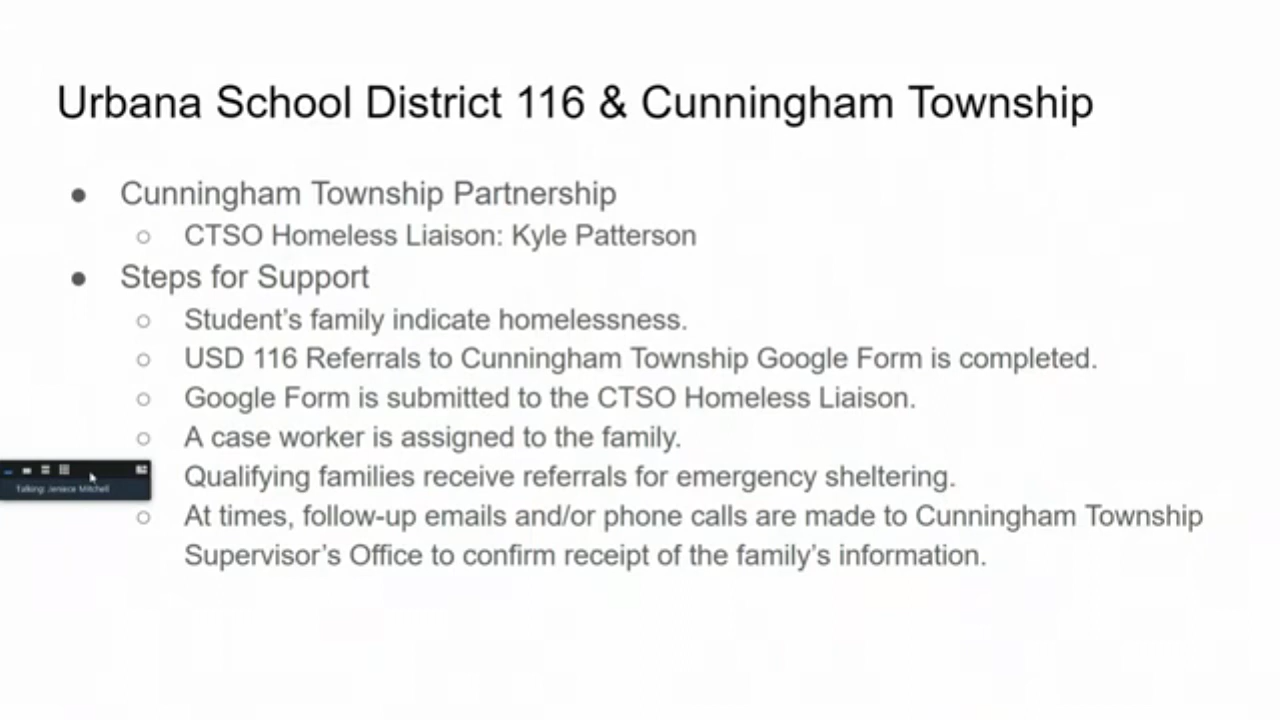 Urbana School District 116 & Cunningham Township
● Cunningham Township Partnership
○ CTSO Homeless Liaison: Kyle Patterson
● Steps for Support
○ Student's family indicate homelessness.
○ USD 116 Referrals to Cunningham Township Google Form is completed.
○ Google Form is submitted to the CTSO Homeless Liaison.
○ A case worker is assigned to the family.
Qualifying families receive referrals for emergency sheltering.
Talking: Jeniece Mitchell
○ At times, follow-up emails and/or phone calls are made to Cunningham Township
Supervisor's Office to confirm receipt of the family's information.